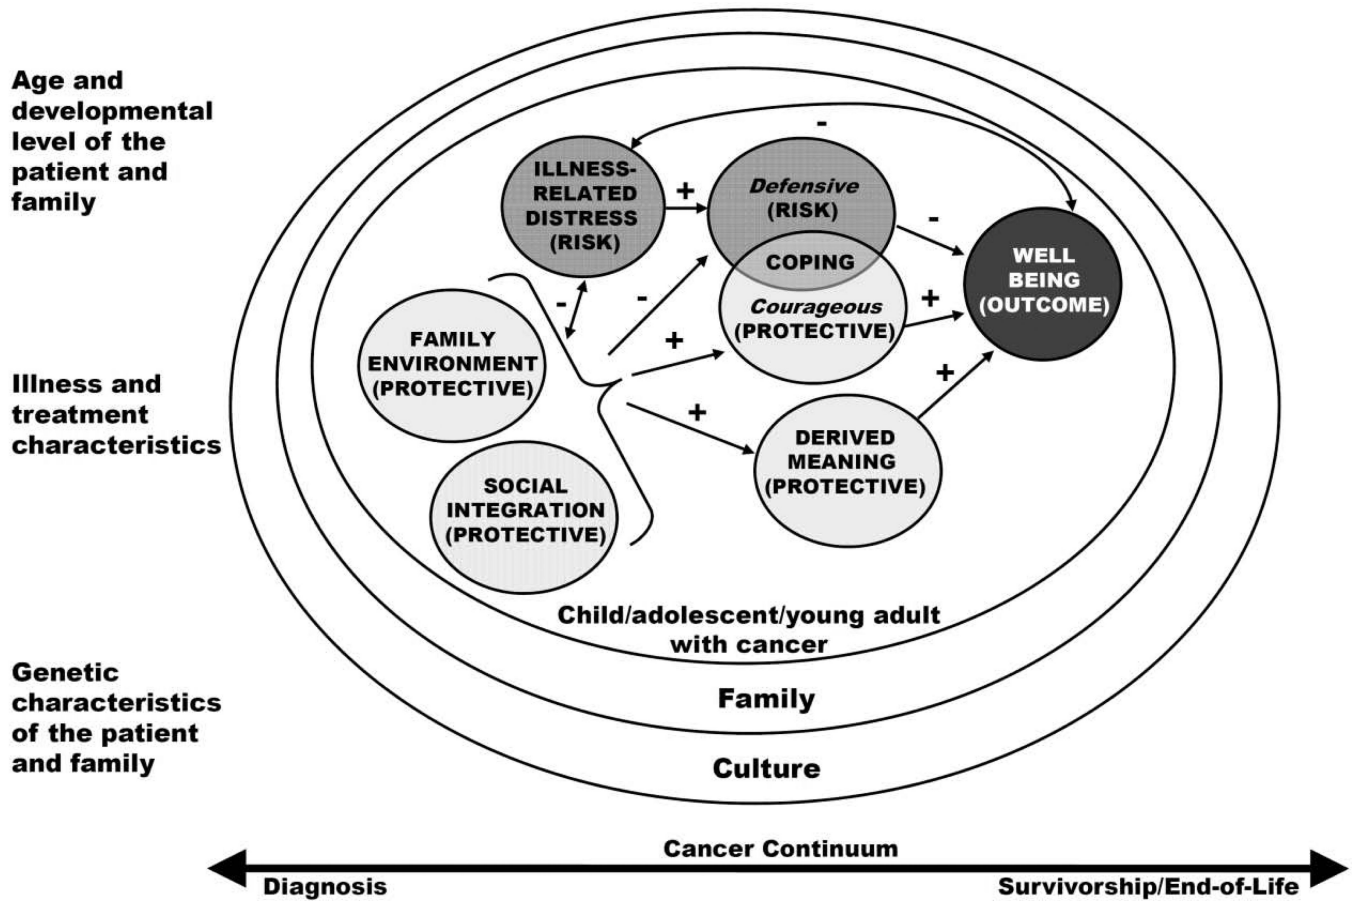 Age and
developmental
level of the
patient and
family
Illness and
treatment
characteristics
Genetic
characteristics
of the patient
and family
-
ILLNESS-
RELATED
DISTRESS
(RISK)
+
Defensive
(RISK)
-
COPING
Courageous
(PROTECTIVE)
+
WELL
BEING
(OUTCOME)
-
-
+
+
+
FAMILY
ENVIRONMENT
(PROTECTIVE)
SOCIAL
INTEGRATION
(PROTECTIVE)
DERIVED
MEANING
(PROTECTIVE)
Child/adolescent/young adult
with cancer
Family
Culture
Cancer Continuum
Diagnosis
Survivorship/End-of-Life